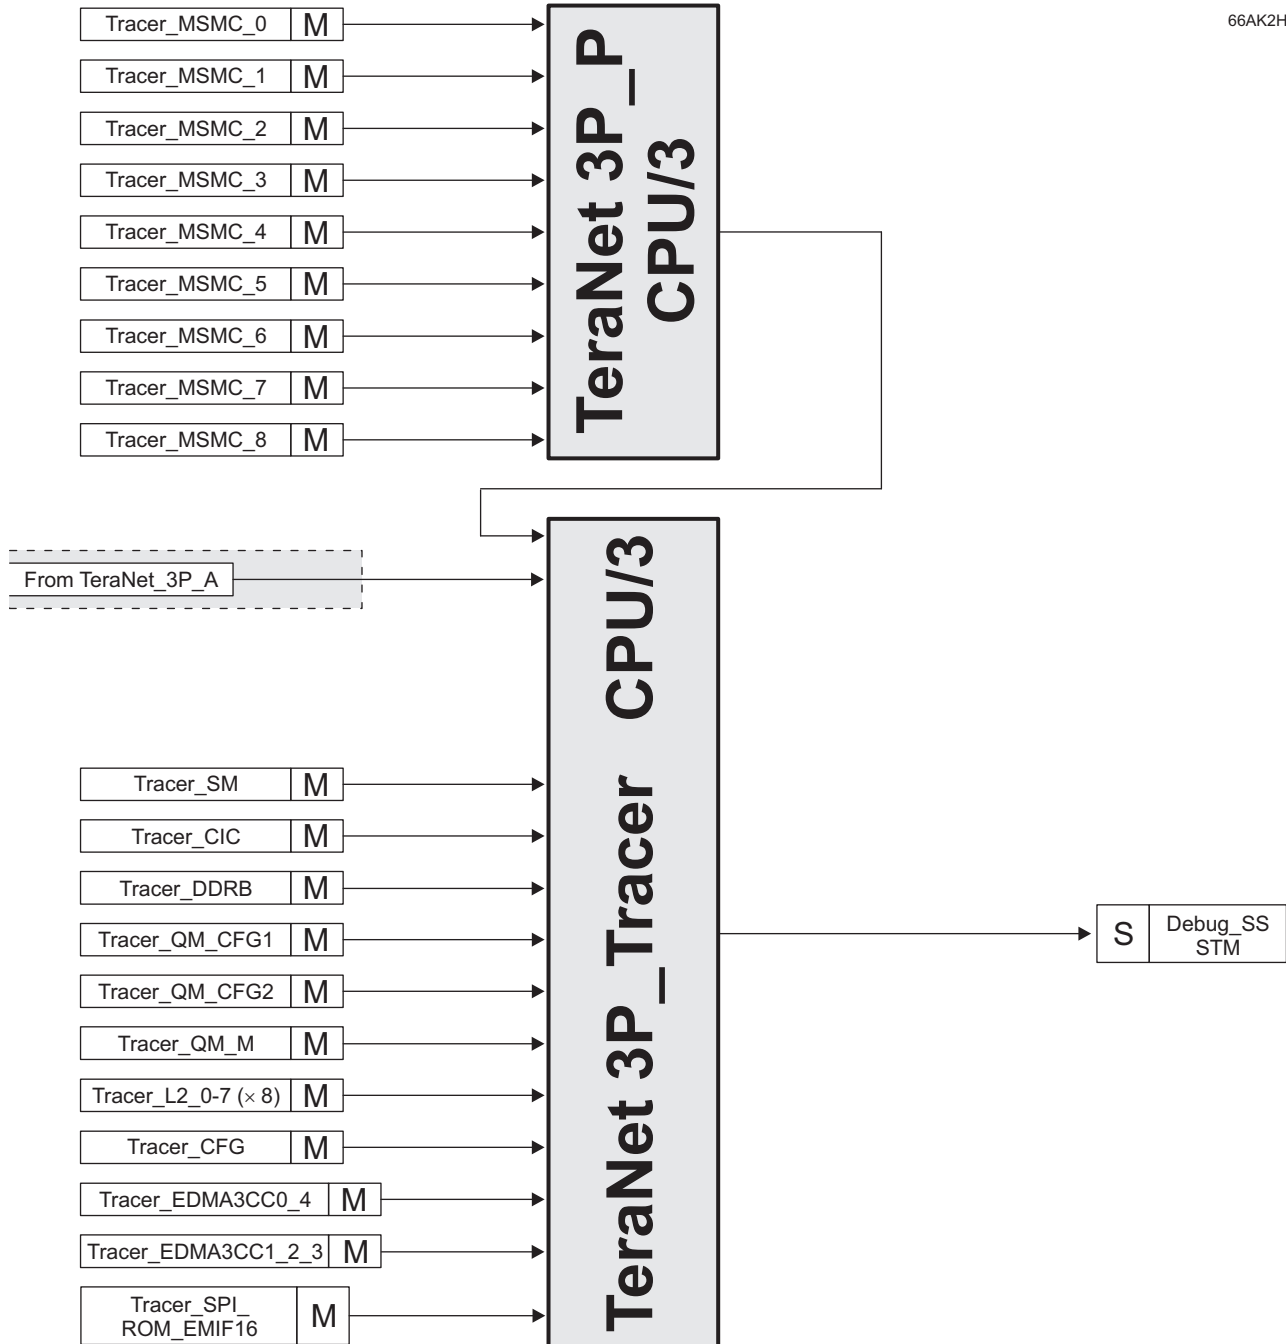 66AK2H
Tracer_MSMC_0 M
Tracer_MSMC_1 M
Tracer_MSMC_2 M
Tracer_MSMC_3 M
Tracer_MSMC_4 M
Tracer_MSMC_5 M
Tracer_MSMC_6 M
Tracer_MSMC_7 M
Tracer_MSMC_8 M
TeraNet 3P_P
CPU/3
From TeraNet_3P_A
Tracer_SM M
Tracer_CIC M
Tracer_DDRB M
Tracer_QM_CFG1 M
Tracer_QM_CFG2 M
Tracer_QM_M M
Tracer_L2_0-7 (× 8) M
Tracer_CFG M
Tracer_EDMA3CC0_4 M
Tracer_EDMA3CC1_2_3 M
Tracer_SPI_
ROM_EMIF16 M
TeraNet 3P_Tracer CPU/3
S Debug_SS
STM